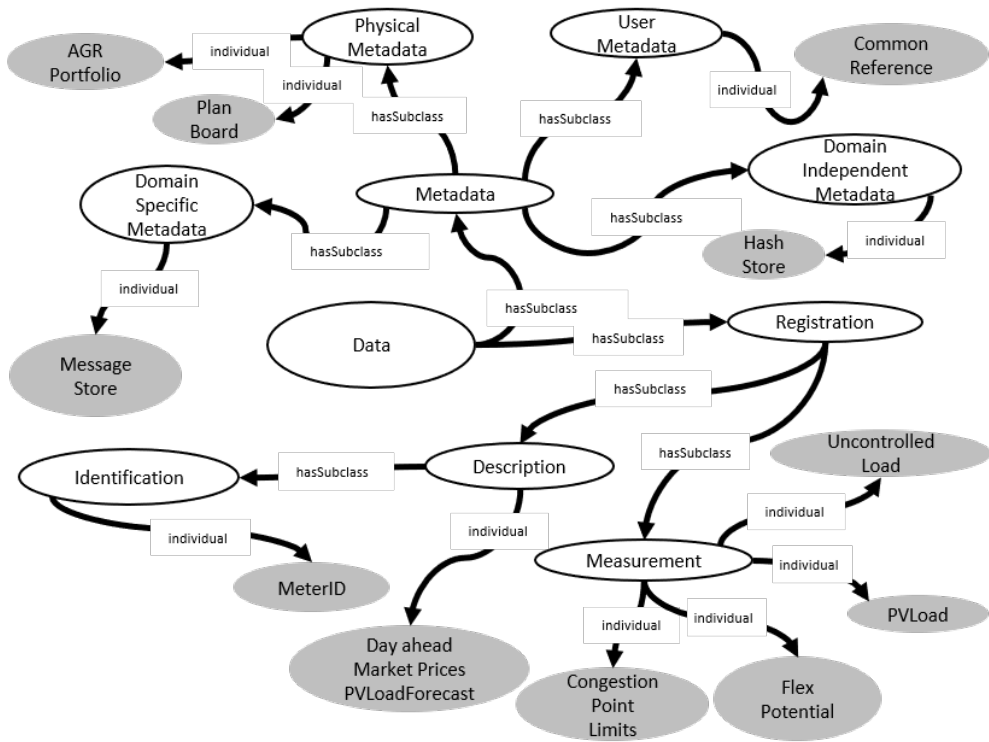 Physical
Metadata
User
Metadata
AGR
Portfolio
individual
individual
Common
Reference
individual
Plan
Board
hasSubclass
hasSubclass
Domain
Independent
Metadata
Domain
Specific
Metadata
Metadata
hasSubclass
hasSubclass
individual
Hash
Store
individual
hasSubclass
Registration
hasSubclass
Data
Message
Store
hasSubclass
Uncontrolled
Load
hasSubclass
Identification
hasSubclass
Description
individual
individual
individual
Measurement
individual
MeterID
PVLoad
individual
individual
Day ahead
Market Prices
PVLoadForecast
Congestion
Point
Limits
Flex
Potential